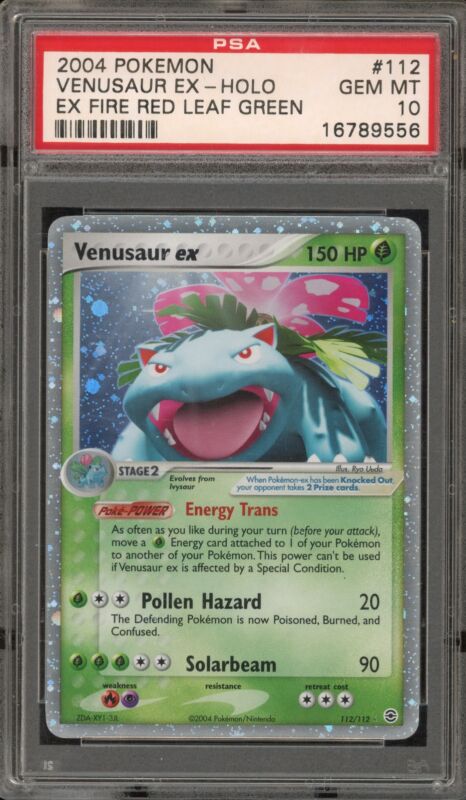 PSA
2004 POKEMON #112
VENUSAUR EX - HOLO GEM MT
EX FIRE RED LEAF GREEN 10
16789556
Venusaur ex 150 HP
STAGE 2
Evolves from
Ivysaur
Illus. Ryo Ueda
When Pokémon-ex has been Knocked Out,
your opponent takes 2 Prize cards.
Poké-POWER Energy Trans
As often as you like during your turn (before your attack),
move a Energy card attached to 1 of your Pokémon
to another of your Pokémon. This power can't be used
if Venusaur ex is affected by a Special Condition.
Pollen Hazard 20
The Defending Pokémon is now Poisoned, Burned, and
Confused.
Solarbeam 90
weakness resistance retreat cost
ZDA-XY1-3JL ©2004 Pokémon/Nintendo 112/112